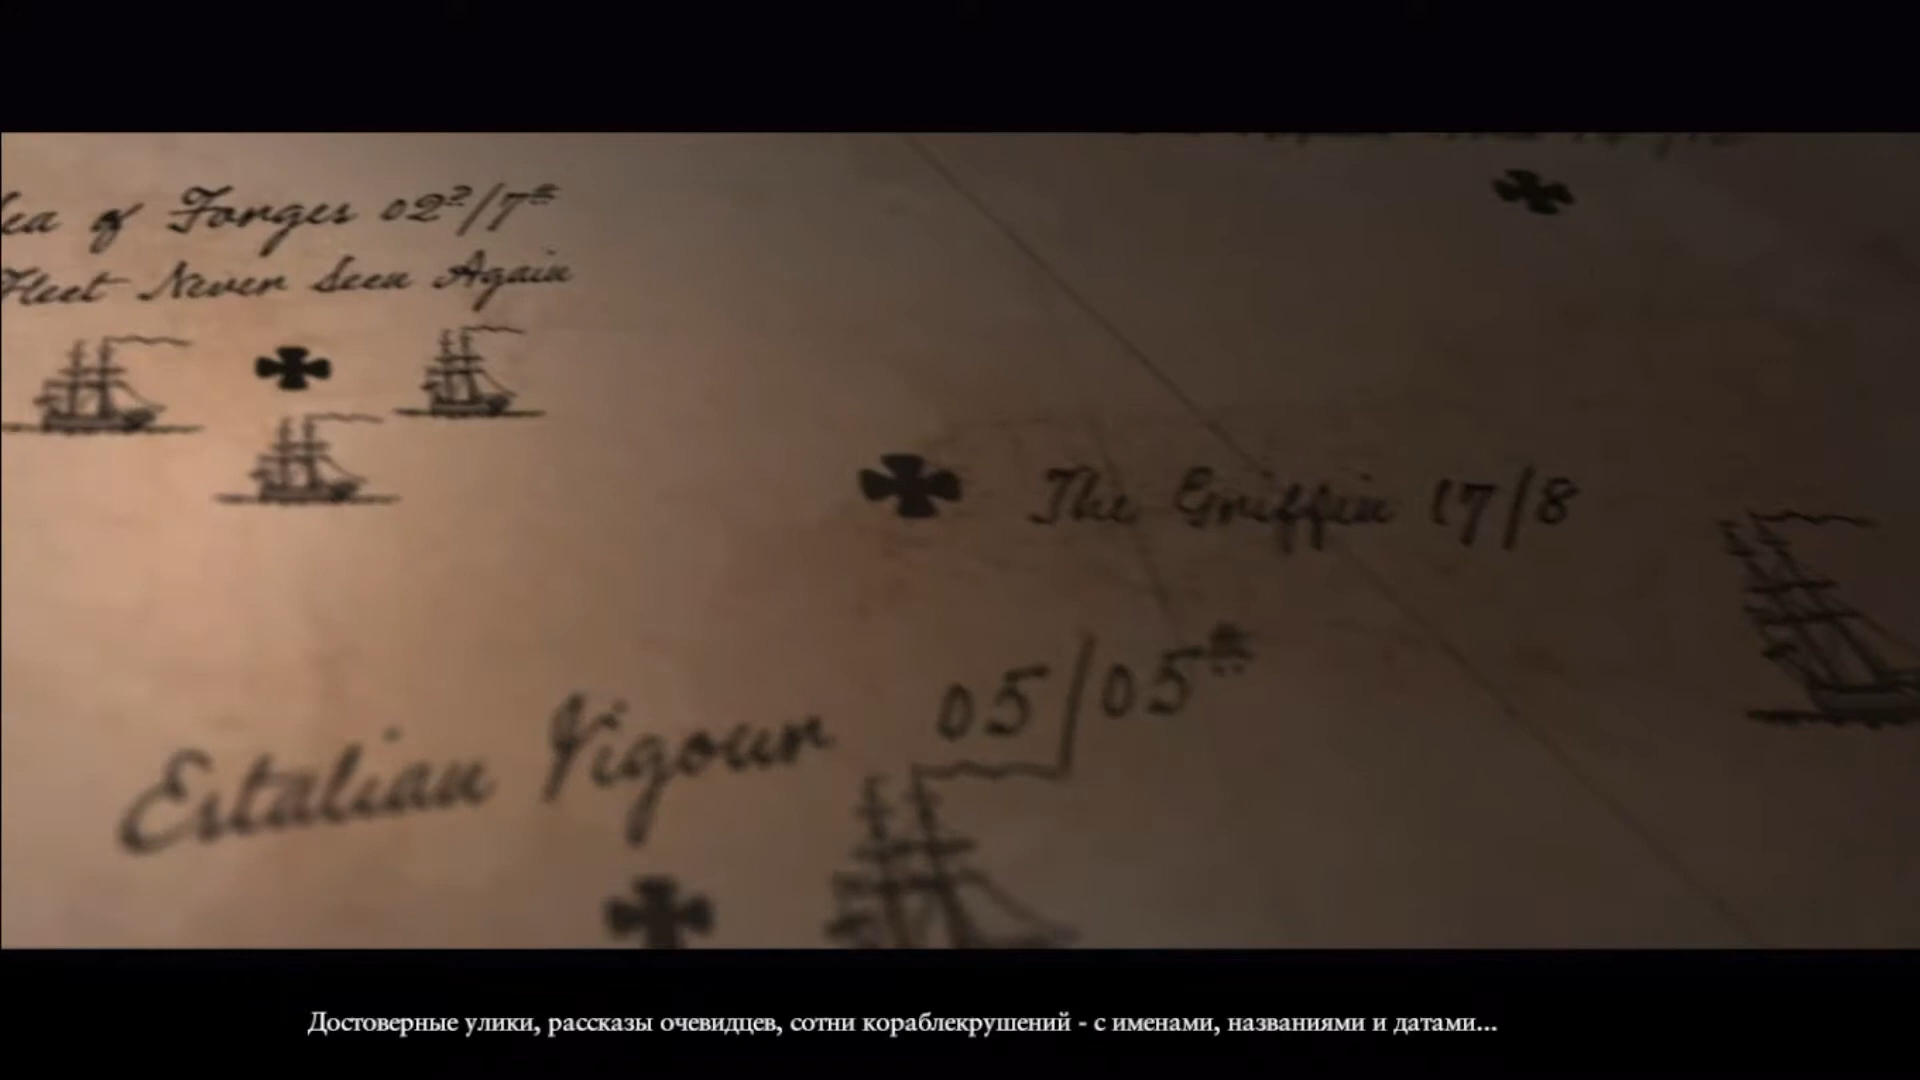 of Forges 02?/7th
Fleet Never Seen Again
The Griffin 17/8
Estalian Vigour 05/05th
Достоверные улики, рассказы очевидцев, сотни кораблекрушений - с именами, названиями и датами...